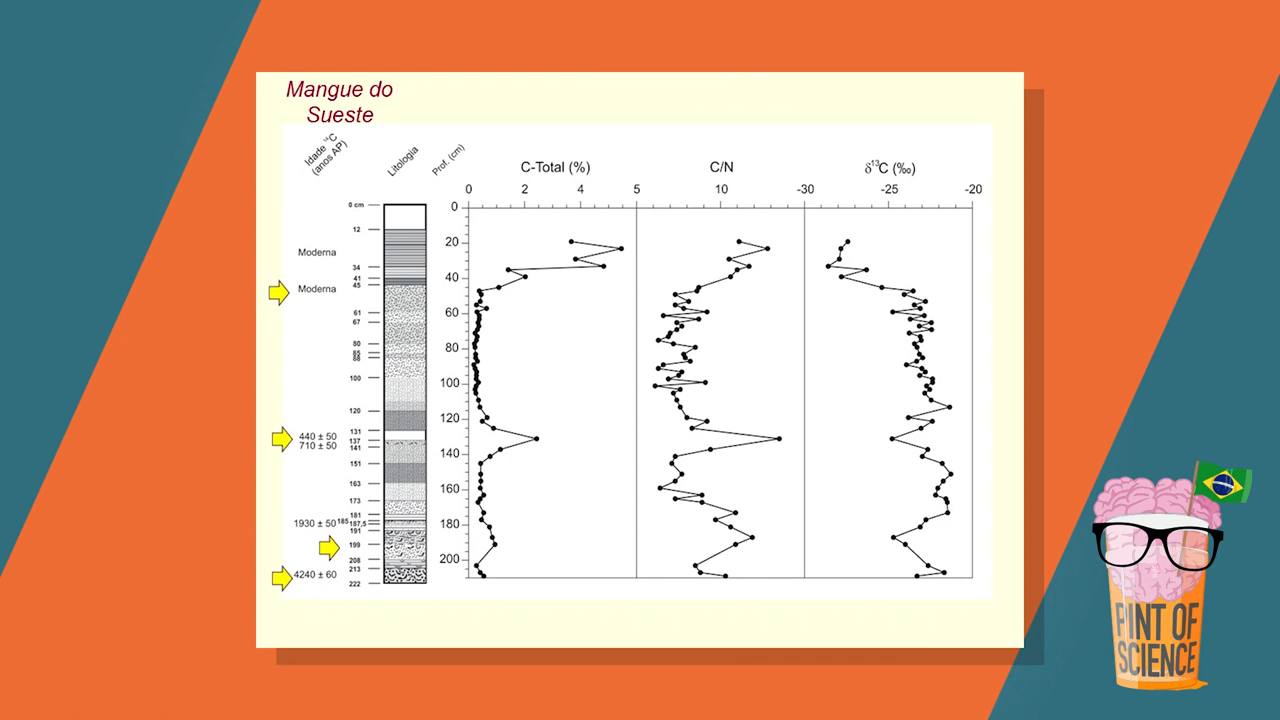 Mangue do
Sueste
Idade ¹⁴C
(anos AP)
Litologia
Prof. (cm)
C-Total (%)
C/N
δ¹³C (‰)
0 2 4 5 10 -30 -25 -20
0 cm
12
Moderna
34
41
Moderna
45
61
67
80
85
88
100
120
131
440 ± 50
137
710 ± 50
141
151
163
173
181
1930 ± 50
185
187,5
191
199
208
213
4240 ± 60
222
0
20
40
60
80
100
120
140
160
180
200
PINT OF
SCIENCE